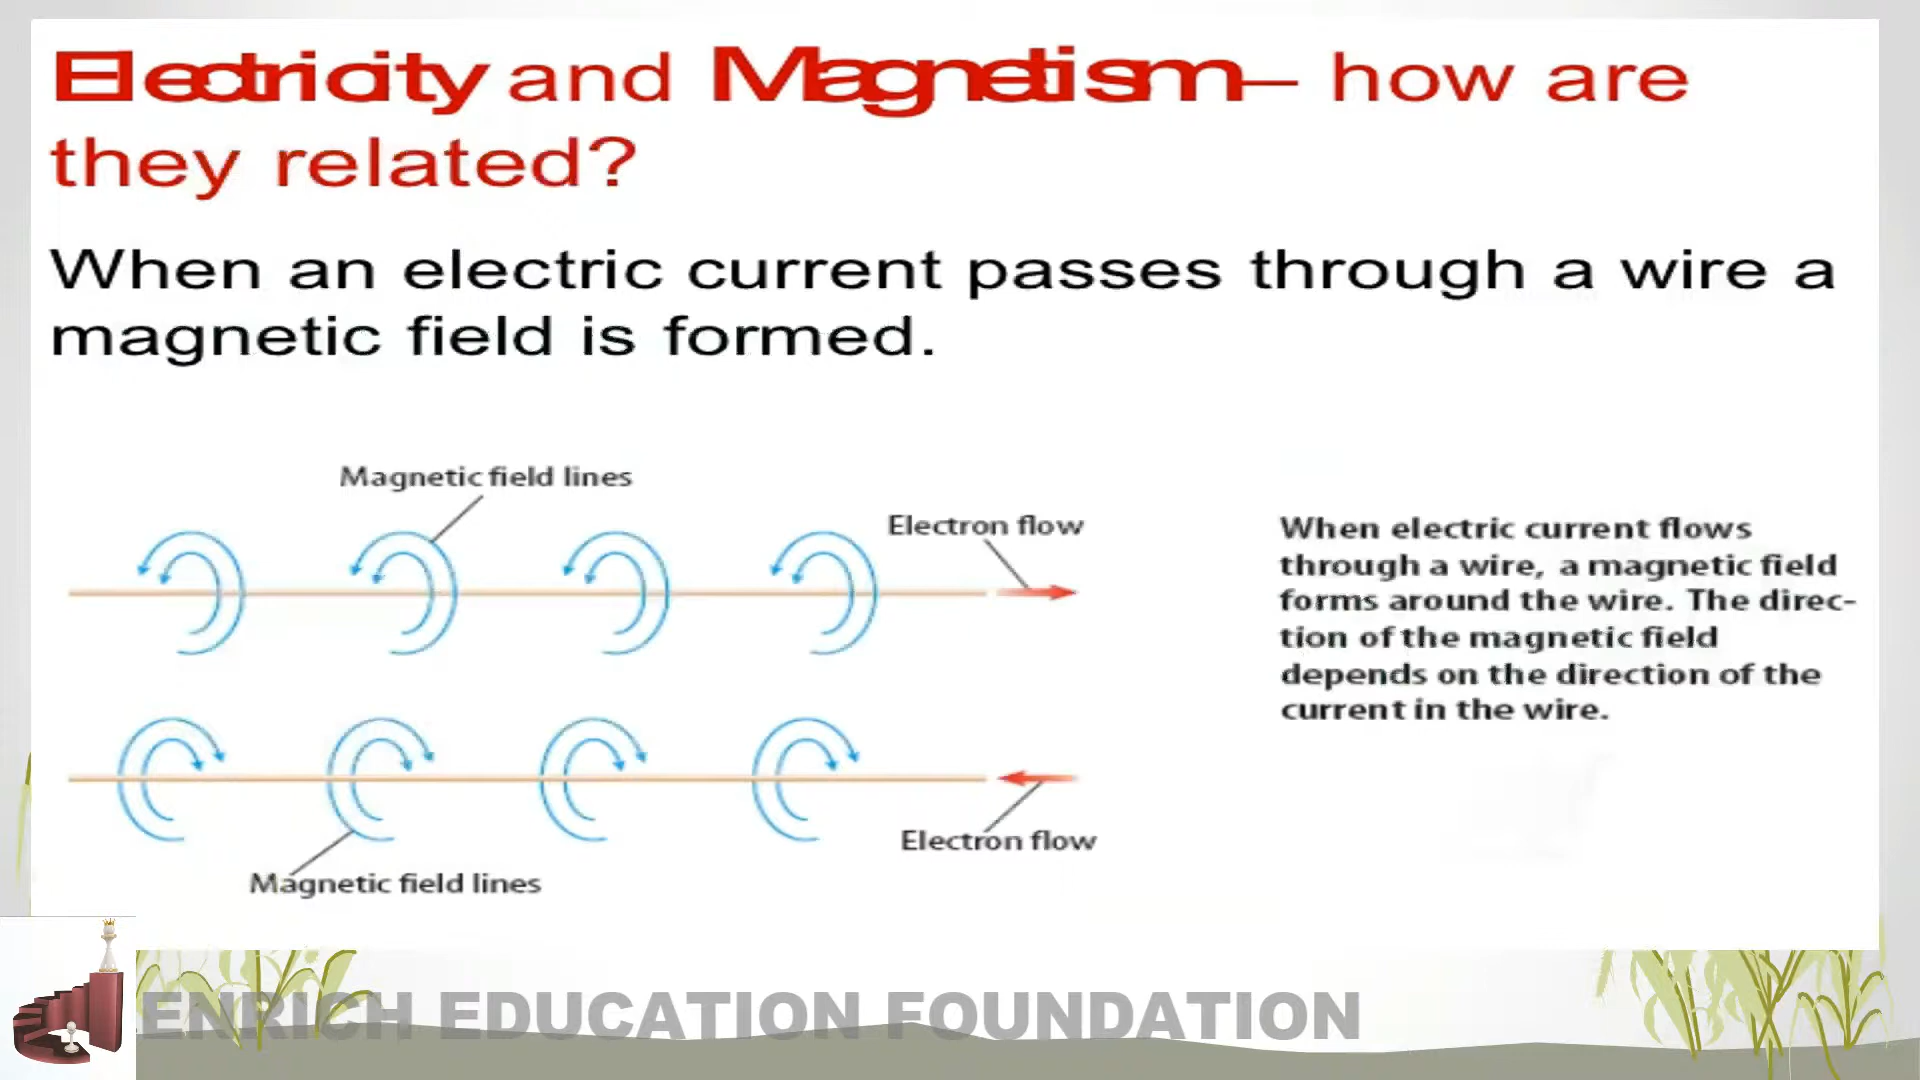 Electricity and Magnetism– how are
they related?
When an electric current passes through a wire a
magnetic field is formed.
Magnetic field lines
Electron flow
When electric current flows
through a wire, a magnetic field
forms around the wire. The direc-
tion of the magnetic field
depends on the direction of the
current in the wire.
Electron flow
Magnetic field lines
ENRICH EDUCATION FOUNDATION